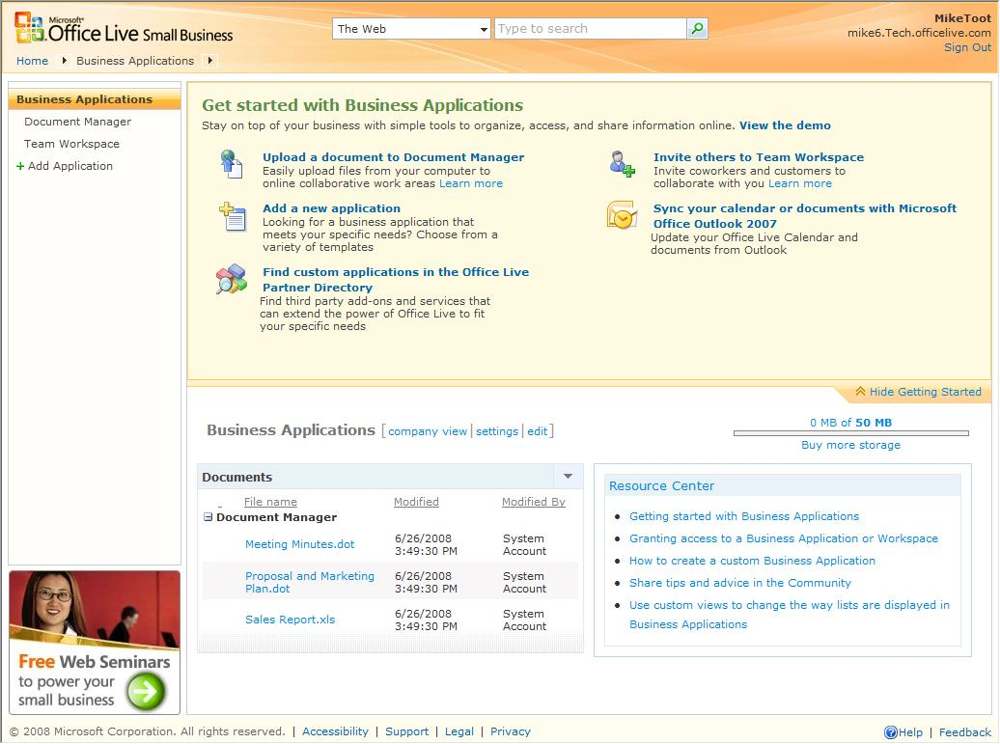 Microsoft®
Office Live Small Business
The Web
Type to search
MikeToot
mike6.Tech.officelive.com
Sign Out
Home
Business Applications
Business Applications
Document Manager
Team Workspace
+ Add Application
Get started with Business Applications
Stay on top of your business with simple tools to organize, access, and share information online. View the demo
Upload a document to Document Manager
Easily upload files from your computer to
online collaborative work areas Learn more
Add a new application
Looking for a business application that
meets your specific needs? Choose from a
variety of templates
Find custom applications in the Office Live
Partner Directory
Find third party add-ons and services that
can extend the power of Office Live to fit
your specific needs
Invite others to Team Workspace
Invite coworkers and customers to
collaborate with you Learn more
Sync your calendar or documents with Microsoft
Office Outlook 2007
Update your Office Live Calendar and
documents from Outlook
Hide Getting Started
Business Applications [company view|settings|edit]
0 MB of 50 MB
Buy more storage
Documents
File name Modified Modified By
Document Manager
Meeting Minutes.dot 6/26/2008 System
3:49:30 PM Account
Proposal and Marketing 6/26/2008 System
Plan.dot 3:49:30 PM Account
Sales Report.xls 6/26/2008 System
3:49:30 PM Account
Resource Center
• Getting started with Business Applications
• Granting access to a Business Application or Workspace
• How to create a custom Business Application
• Share tips and advice in the Community
• Use custom views to change the way lists are displayed in
Business Applications
Free Web Seminars
to power your
small business
© 2008 Microsoft Corporation. All rights reserved. | Accessibility | Support | Legal | Privacy
Help | Feedback